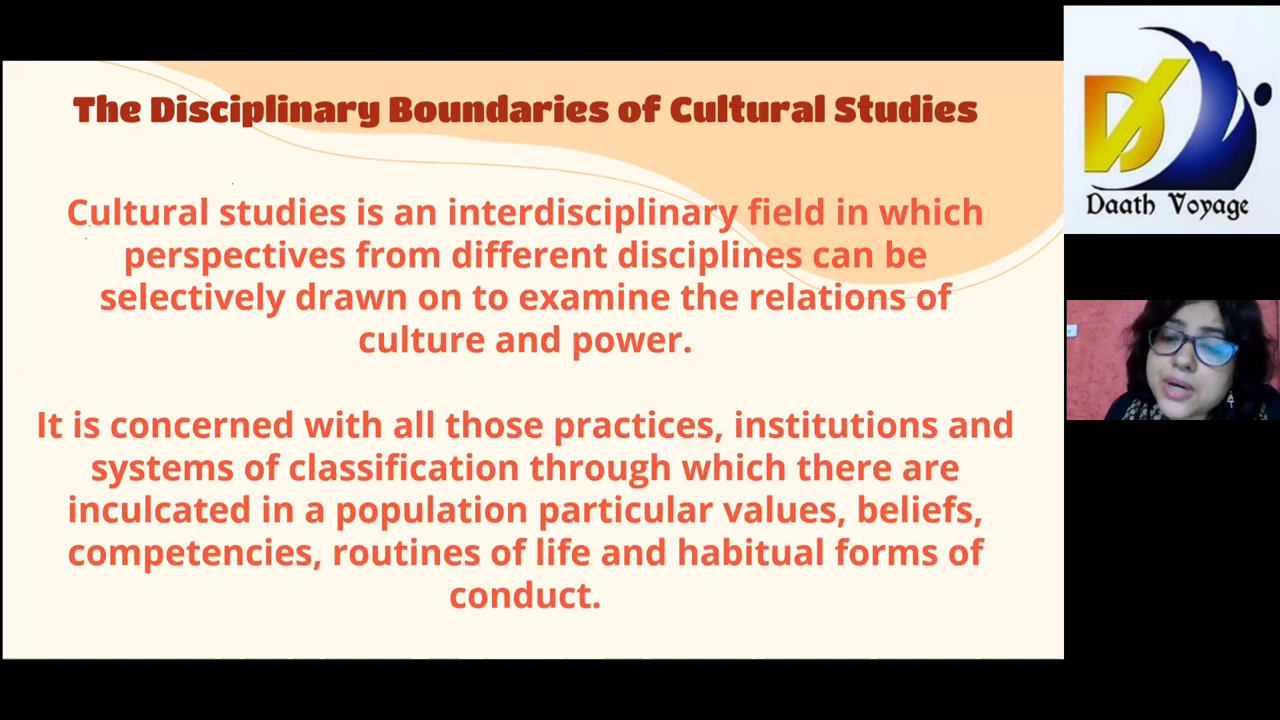 The Disciplinary Boundaries of Cultural Studies
Cultural studies is an interdisciplinary field in which
perspectives from different disciplines can be
selectively drawn on to examine the relations of
culture and power.
It is concerned with all those practices, institutions and
systems of classification through which there are
inculcated in a population particular values, beliefs,
competencies, routines of life and habitual forms of
conduct.
D
Daath Voyage